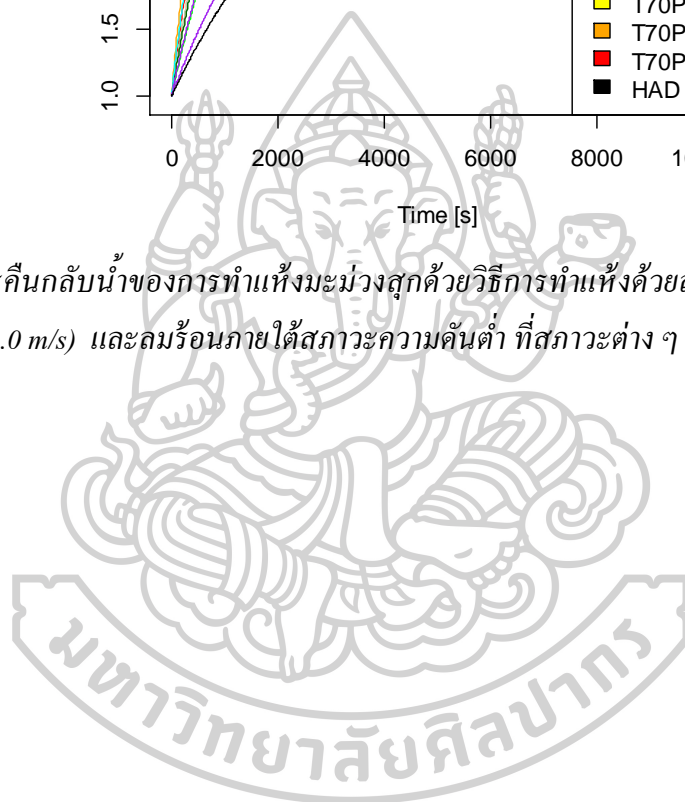 1.5
1.0
T70P
T70P
T70P
HAD
0 2000 4000 6000 8000
Time [s]
คืนกลับน้ำของการทำแห้งมะม่วงสุกด้วยวิธีการทำแห้งด้วย
.0 m/s) และลมร้อนภายใต้สภาวะความดันต่ำ ที่สภาวะต่าง ๆ
มหาวิทยาลัยศิลปากร